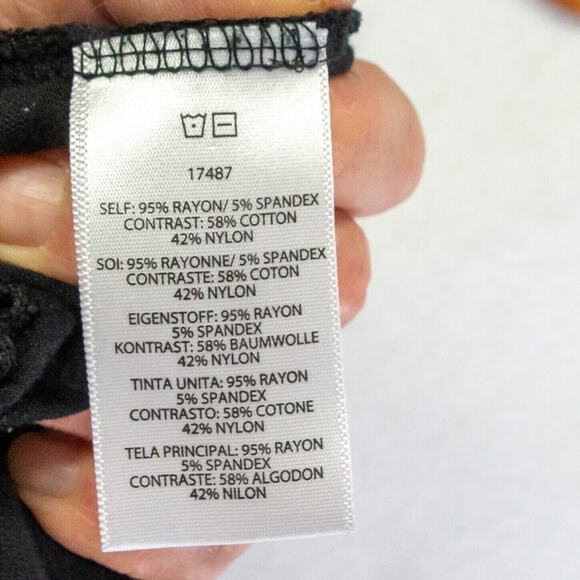 17487
SELF: 95% RAYON/ 5% SPANDEX
CONTRAST: 58% COTTON
42% NYLON
SOI: 95% RAYONNE/ 5% SPANDEX
CONTRASTE: 58% COTON
42% NYLON
EIGENSTOFF: 95% RAYON
5% SPANDEX
KONTRAST: 58% BAUMWOLLE
42% NYLON
TINTA UNITA: 95% RAYON
5% SPANDEX
CONTRASTO: 58% COTONE
42% NYLON
TELA PRINCIPAL: 95% RAYON
5% SPANDEX
CONTRASTE: 58% ALGODON
42% NILON